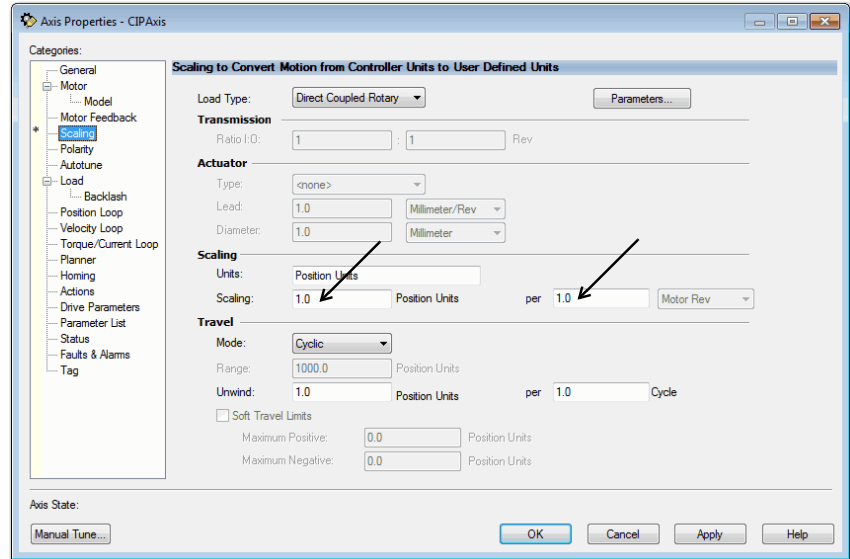 Axis Properties - CIPAxis
Categories:
General
Motor
Model
Motor Feedback
* Scaling
Polarity
Autotune
Load
Backlash
Position Loop
Velocity Loop
Torque/Current Loop
Planner
Homing
Actions
Drive Parameters
Parameter List
Status
Faults & Alarms
Tag
Scaling to Convert Motion from Controller Units to User Defined Units
Load Type: Direct Coupled Rotary Parameters...
Transmission
Ratio I:O: 1 : 1 Rev
Actuator
Type: <none>
Lead: 1.0 Millimeter/Rev
Diameter: 1.0 Millimeter
Scaling
Units: Position Units
Scaling: 1.0 Position Units per 1.0 Motor Rev
Travel
Mode: Cyclic
Range: 1000.0 Position Units
Unwind: 1.0 Position Units per 1.0 Cycle
Soft Travel Limits
Maximum Positive: 0.0 Position Units
Maximum Negative: 0.0 Position Units
Axis State:
Manual Tune... OK Cancel Apply Help